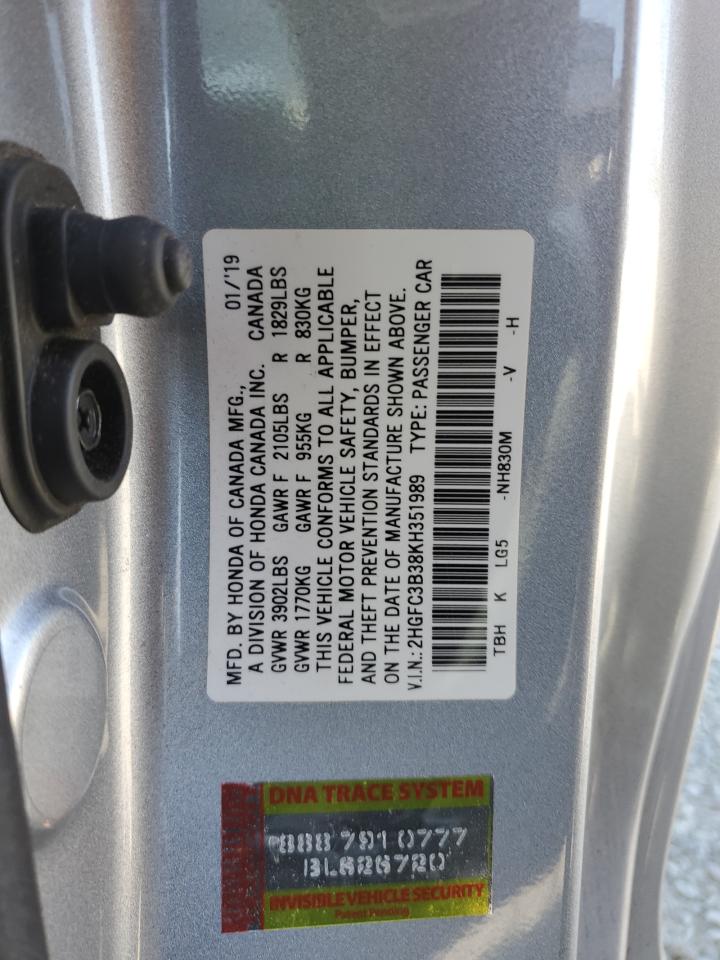 MFD. BY HONDA OF CANADA MFG., 01/'19
A DIVISION OF HONDA CANADA INC. CANADA
GVWR 3902LBS GAWR F 2105LBS R 1829LBS
GVWR 1770KG GAWR F 955KG R 830KG
THIS VEHICLE CONFORMS TO ALL APPLICABLE
FEDERAL MOTOR VEHICLE SAFETY, BUMPER,
AND THEFT PREVENTION STANDARDS IN EFFECT
ON THE DATE OF MANUFACTURE SHOWN ABOVE.
V.I.N.: 2HGFC3B38KH351989 TYPE: PASSENGER CAR
TBH K LG5 -NH830M -V -H
DNA TRACE SYSTEM
888 791 0777
BL626720
INVISIBLE VEHICLE SECURITY
Patent Pending